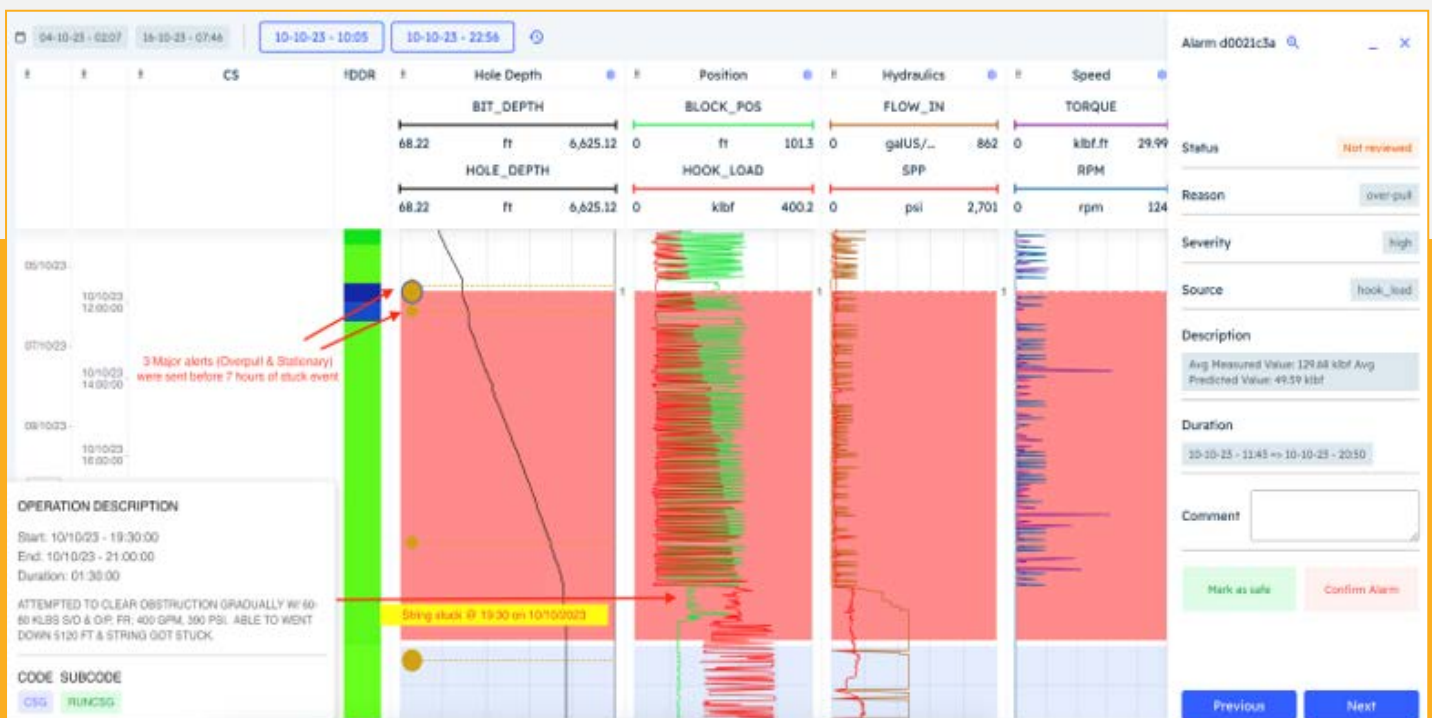 04-10-23 - 02:07
16-10-23 - 07:46
10-10-23 - 10:05
10-10-23 - 22:56
CS
DDR
Hole Depth
Position
Hydraulics
Speed
BIT_DEPTH
BLOCK_POS
FLOW_IN
TORQUE
68.22 ft 6,625.12
0 ft 101.3
0 galUS/... 862
0 klbf.ft 29.99
HOLE_DEPTH
HOOK_LOAD
SPP
RPM
68.22 ft 6,625.12
0 klbf 400.2
0 psi 2,701
0 rpm 124
05/10/23
07/10/23
09/10/23
10/10/23
12:00:00
10/10/23
14:00:00
10/10/23
16:00:00
1
1
1
3 Major alerts (Overpull & Stationary)
were sent before 7 hours of stuck event
String stuck @ 19:30 on 10/10/2023
OPERATION DESCRIPTION
Start: 10/10/23 - 19:30:00
End: 10/10/23 - 21:00:00
Duration: 01:30:00
ATTEMPTED TO CLEAR OBSTRUCTION GRADUALLY W/ 60-
80 KLBS S/D & O/P, FR: 400 GPM, 390 PSI. ABLE TO WENT
DOWN 5120 FT & STRING GOT STUCK.
CODE SUBCODE
CSG RUNCSG
Alarm d0021c3a
Status Not reviewed
Reason over-pull
Severity high
Source hook_load
Description
Avg Measured Value: 129.68 klbf Avg
Predicted Value: 49.59 klbf
Duration
10-10-23 - 11:43 => 10-10-23 - 20:50
Comment
Mark as safe
Confirm Alarm
Previous
Next